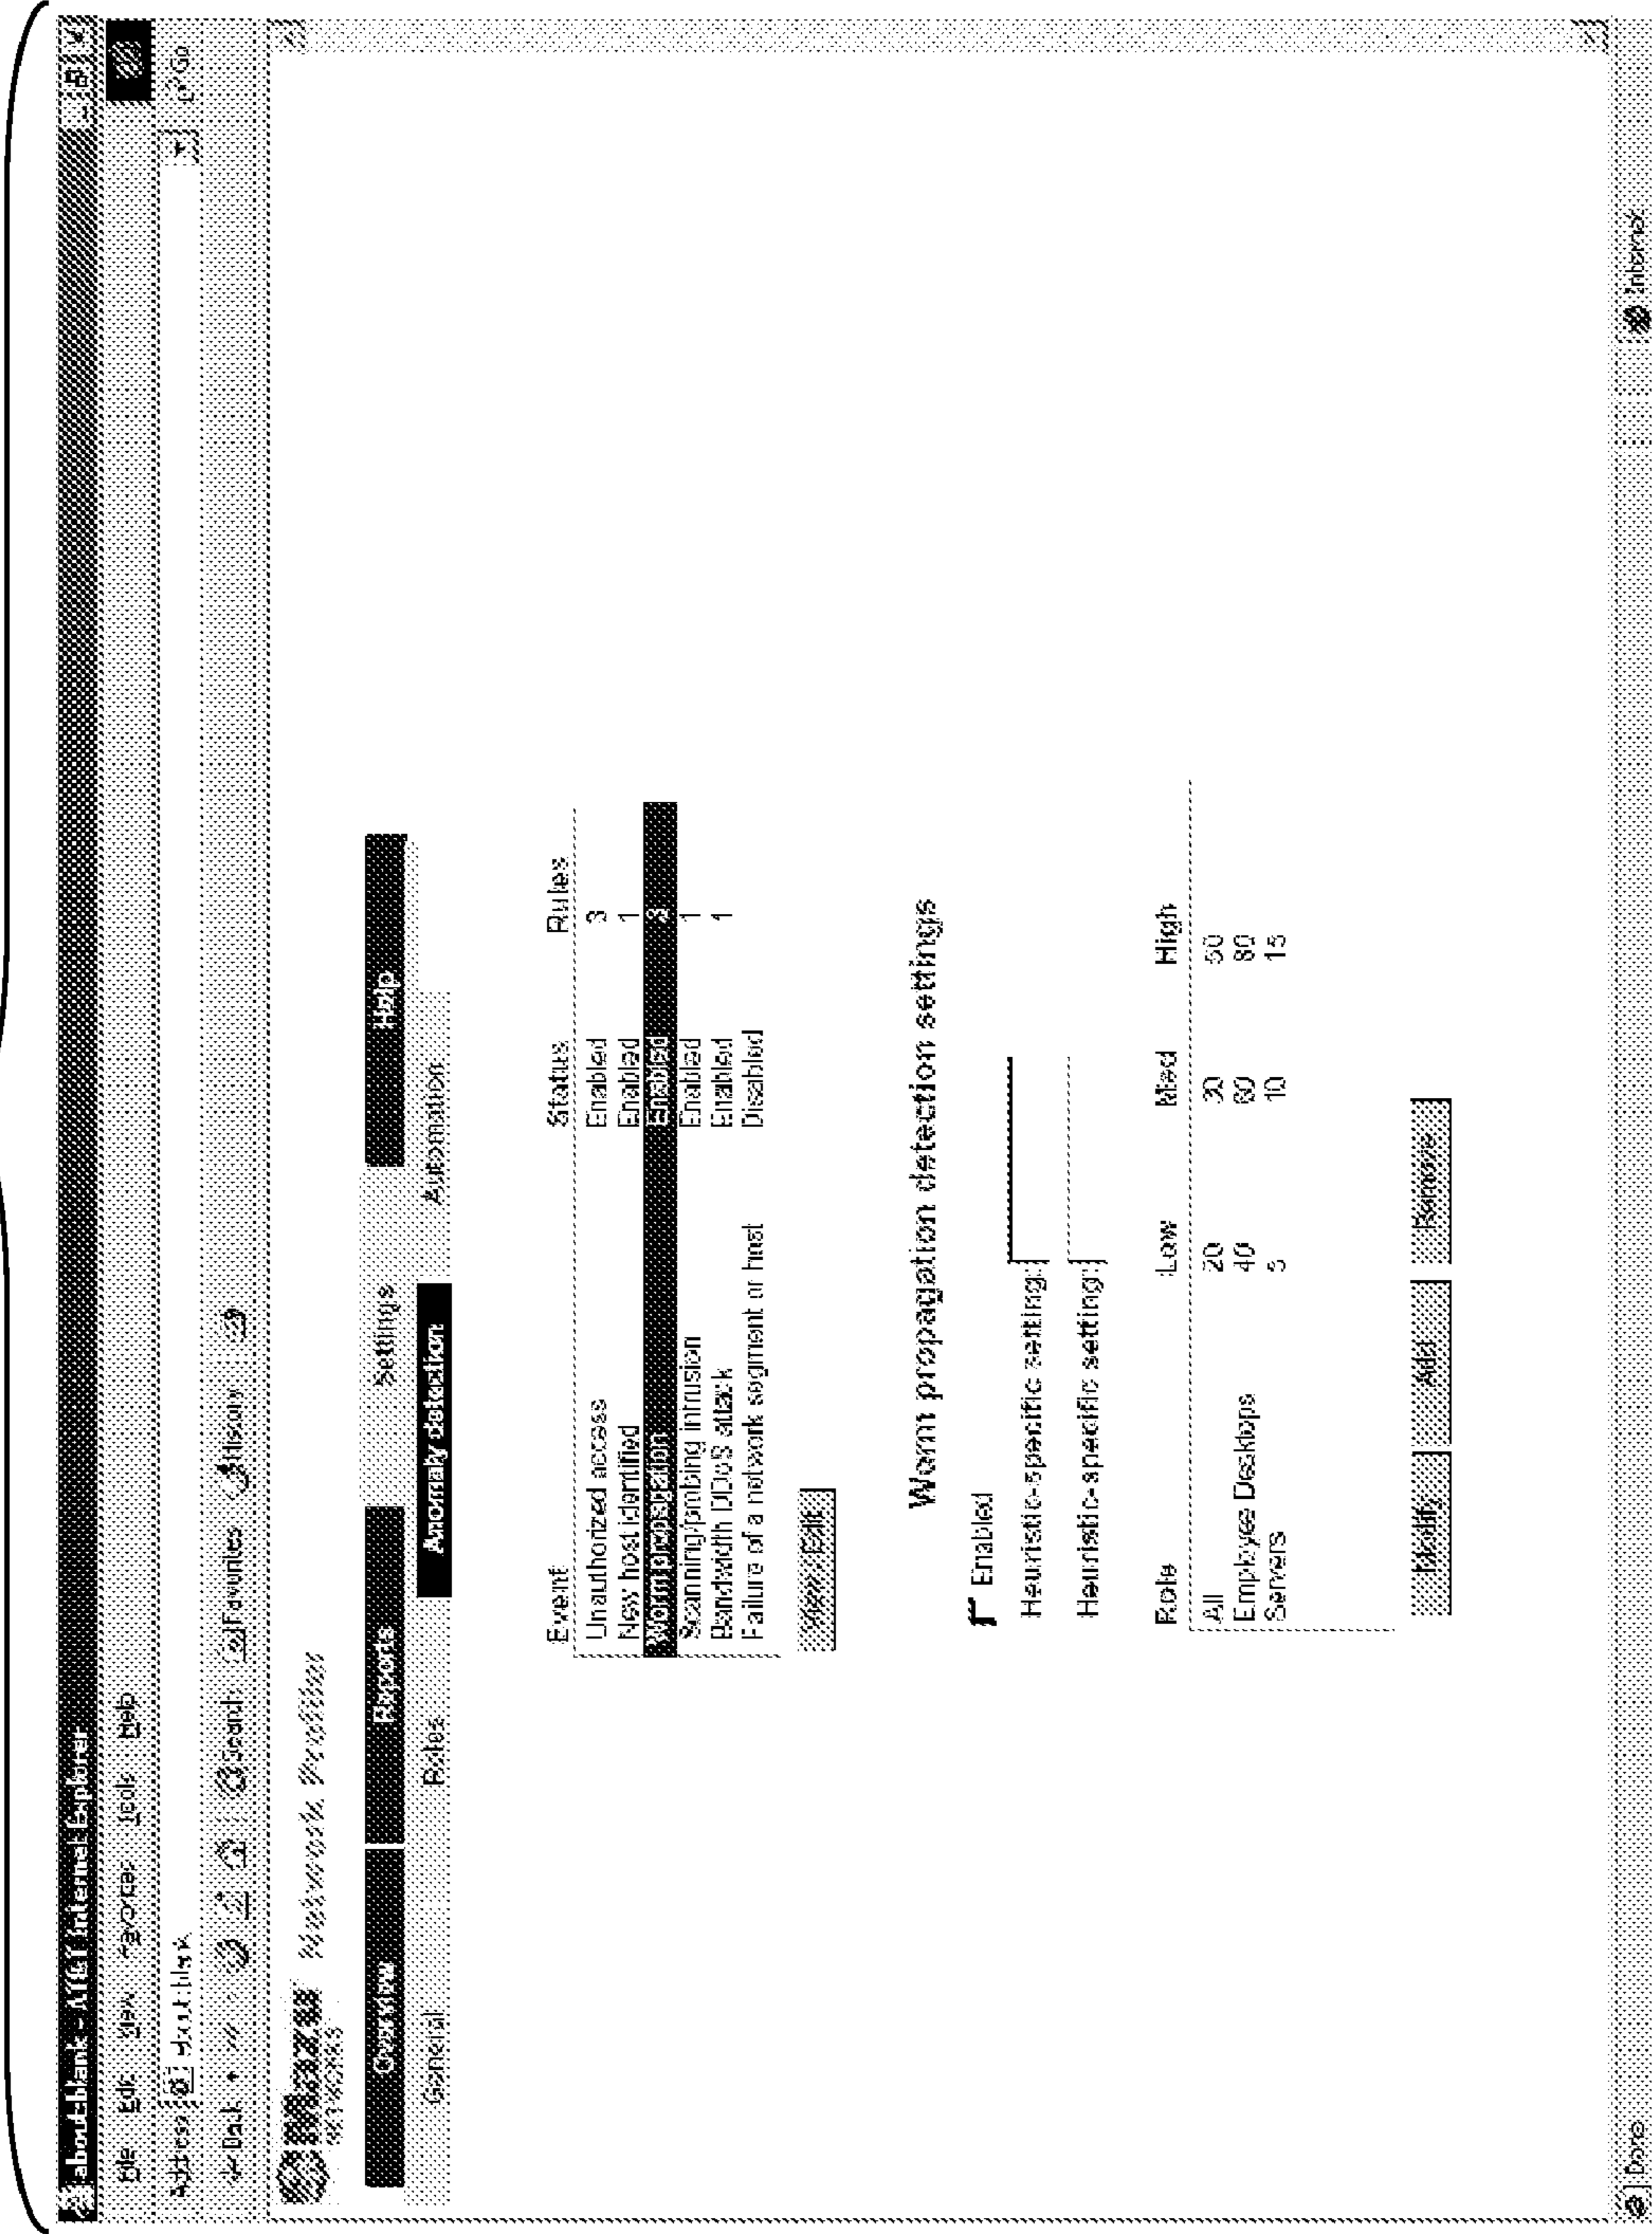 about:blank - AT&T Internet Explorer
File Edit View Favorites Tools Help
Address about:blank Go
Back Search Favorites History
Mazu Network Profiler
NETWORKS
Overview Reports Settings Help
General Roles Anomaly detection Automation
Event Status Rules
Unauthorized access Enabled 3
New host identified Enabled 1
Worm propagation Enabled 3
Scanning/probing intrusion Enabled 1
Bandwidth DDoS attack Enabled 1
Failure of a network segment or host Disabled
View/Edit
Worm propagation detection settings
Enabled
Heuristic-specific setting:
Heuristic-specific setting:
Role Low Med High
All 20 30 50
Employee Desktops 40 60 80
Servers 5 10 15
Modify Add Remove
Done Internet